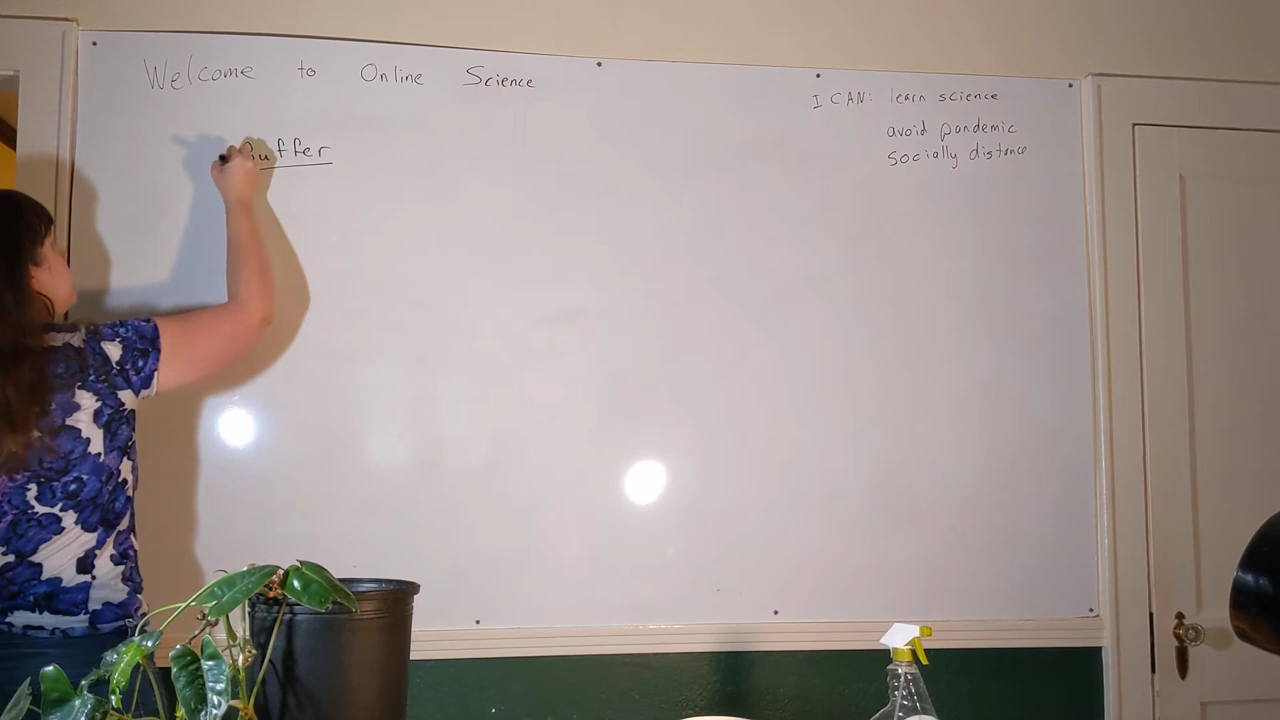 Welcome to Online Science
I CAN: learn science
avoid pandemic
socially distance
Buffer